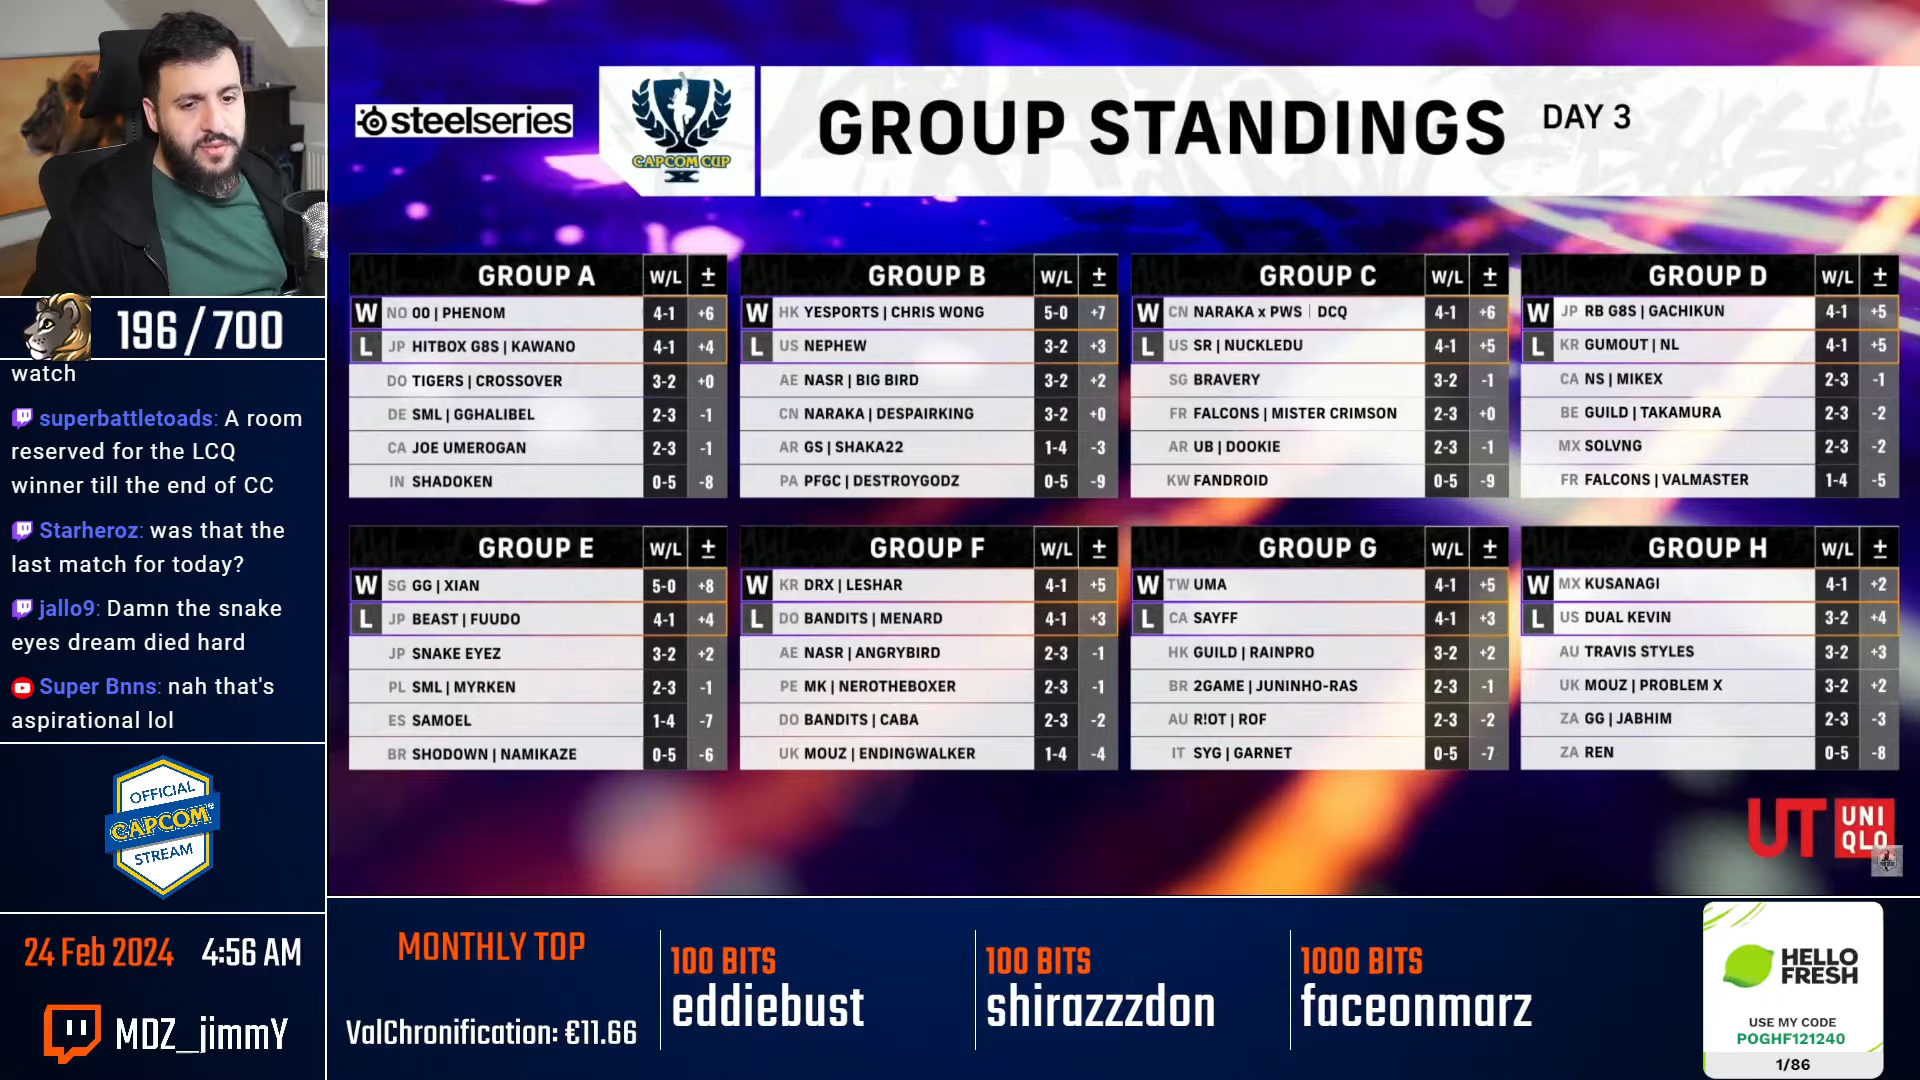 steelseries
CAPCOM CUP
X
GROUP STANDINGS DAY 3
196 / 700
watch
superbattletoads: A room
reserved for the LCQ
winner till the end of CC
Starheroz: was that the
last match for today?
jallo9: Damn the snake
eyes dream died hard
Super Bnns: nah that's
aspirational lol
OFFICIAL
CAPCOM
STREAM
24 Feb 2024 4:56 AM
MDZ_jimmY
GROUP A W/L ±
W NO 00 | PHENOM 4-1 +6
L JP HITBOX G8S | KAWANO 4-1 +4
DO TIGERS | CROSSOVER 3-2 +0
DE SML | GGHALIBEL 2-3 -1
CA JOE UMEROGAN 2-3 -1
IN SHADOKEN 0-5 -8
GROUP B W/L ±
W HK YESPORTS | CHRIS WONG 5-0 +7
L US NEPHEW 3-2 +3
AE NASR | BIG BIRD 3-2 +2
CN NARAKA | DESPAIRKING 3-2 +0
AR GS | SHAKA22 1-4 -3
PA PFGC | DESTROYGODZ 0-5 -9
GROUP C W/L ±
W CN NARAKA x PWS | DCQ 4-1 +6
L US SR | NUCKLEDU 4-1 +5
SG BRAVERY 3-2 -1
FR FALCONS | MISTER CRIMSON 2-3 +0
AR UB | DOOKIE 2-3 -1
KW FANDROID 0-5 -9
GROUP D W/L ±
W JP RB G8S | GACHIKUN 4-1 +5
L KR GUMOUT | NL 4-1 +5
CA NS | MIKEX 2-3 -1
BE GUILD | TAKAMURA 2-3 -2
MX SOLVNG 2-3 -2
FR FALCONS | VALMASTER 1-4 -5
GROUP E W/L ±
W SG GG | XIAN 5-0 +8
L JP BEAST | FUUDO 4-1 +4
JP SNAKE EYEZ 3-2 +2
PL SML | MYRKEN 2-3 -1
ES SAMOEL 1-4 -7
BR SHODOWN | NAMIKAZE 0-5 -6
GROUP F W/L ±
W KR DRX | LESHAR 4-1 +5
L DO BANDITS | MENARD 4-1 +3
AE NASR | ANGRYBIRD 2-3 -1
PE MK | NEROTHEBOXER 2-3 -1
DO BANDITS | CABA 2-3 -2
UK MOUZ | ENDINGWALKER 1-4 -4
GROUP G W/L ±
W TW UMA 4-1 +5
L CA SAYFF 4-1 +3
HK GUILD | RAINPRO 3-2 +2
BR 2GAME | JUNINHO-RAS 2-3 -1
AU R!OT | ROF 2-3 -2
IT SYG | GARNET 0-5 -7
GROUP H W/L ±
W MX KUSANAGI 4-1 +2
L US DUAL KEVIN 3-2 +4
AU TRAVIS STYLES 3-2 +3
UK MOUZ | PROBLEM X 3-2 +2
ZA GG | JABHIM 2-3 -3
ZA REN 0-5 -8
UT UNI
QLO
MONTHLY TOP
ValChronification: €11.66
100 BITS
eddiebust
100 BITS
shirazzzdon
1000 BITS
faceonmarz
HELLO
FRESH
USE MY CODE
POGHF121240
1/86